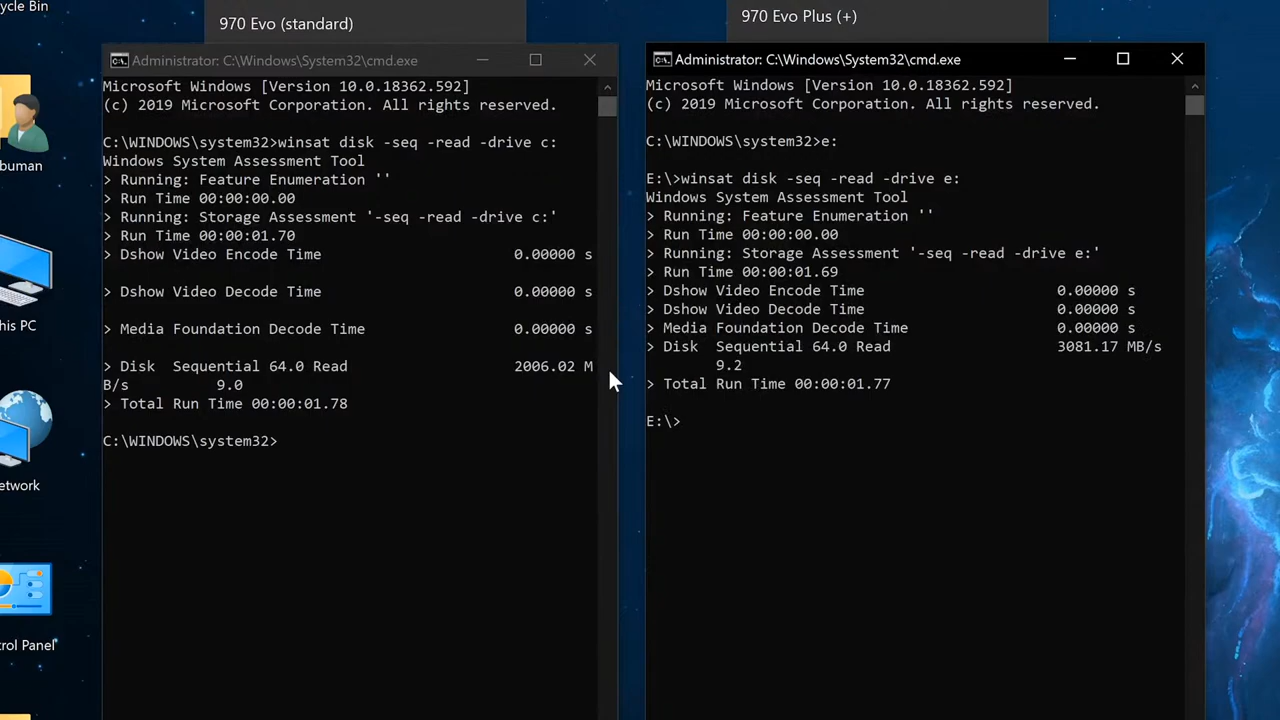 ycle Bin
buman
his PC
etwork
trol Panel
970 Evo (standard)
Administrator: C:\Windows\System32\cmd.exe
Microsoft Windows [Version 10.0.18362.592]
(c) 2019 Microsoft Corporation. All rights reserved.
C:\WINDOWS\system32>winsat disk -seq -read -drive c:
Windows System Assessment Tool
> Running: Feature Enumeration ''
> Run Time 00:00:00.00
> Running: Storage Assessment '-seq -read -drive c:'
> Run Time 00:00:01.70
> Dshow Video Encode Time 0.00000 s
> Dshow Video Decode Time 0.00000 s
> Media Foundation Decode Time 0.00000 s
> Disk  Sequential 64.0 Read 2006.02 M
B/s 9.0
> Total Run Time 00:00:01.78
C:\WINDOWS\system32>
970 Evo Plus (+)
Administrator: C:\Windows\System32\cmd.exe
Microsoft Windows [Version 10.0.18362.592]
(c) 2019 Microsoft Corporation. All rights reserved.
C:\WINDOWS\system32>e:
E:\>winsat disk -seq -read -drive e:
Windows System Assessment Tool
> Running: Feature Enumeration ''
> Run Time 00:00:00.00
> Running: Storage Assessment '-seq -read -drive e:'
> Run Time 00:00:01.69
> Dshow Video Encode Time 0.00000 s
> Dshow Video Decode Time 0.00000 s
> Media Foundation Decode Time 0.00000 s
> Disk  Sequential 64.0 Read 3081.17 MB/s
9.2
> Total Run Time 00:00:01.77
E:\>